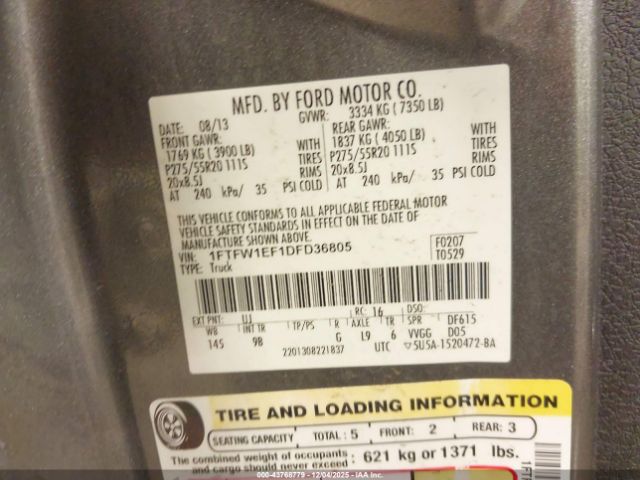 MFD. BY FORD MOTOR CO.
DATE: 08/13 GVWR: 3334 KG ( 7350 LB)
FRONT GAWR: REAR GAWR:
1769 KG ( 3900 LB) WITH 1837 KG ( 4050 LB) WITH
P275/55R20 111S TIRES P275/55R20 111S TIRES
20x8.5J RIMS 20x8.5J RIMS
AT 240 kPa/ 35 PSI COLD AT 240 kPa/ 35 PSI COLD
THIS VEHICLE CONFORMS TO ALL APPLICABLE FEDERAL MOTOR
VEHICLE SAFETY STANDARDS IN EFFECT ON THE DATE OF
MANUFACTURE SHOWN ABOVE.
VIN: 1FTFW1EF1DFD36805 F0207
TYPE: Truck T0529
EXT PNT: UJ RC: 16 DSO:
WB INT TR TP/PS R AXLE TR SPR DF615
145 9B G L9 6 VVGG D05
2201308221837 UTC ▽5U5A-1520472-BA
TIRE AND LOADING INFORMATION
SEATING CAPACITY TOTAL : 5 FRONT: 2 REAR: 3
The combined weight of occupants
and cargo should never exceed : 621 kg or 1371 lbs.
© 2025 - 43768779 - 12/04/2025 - IAA Inc.